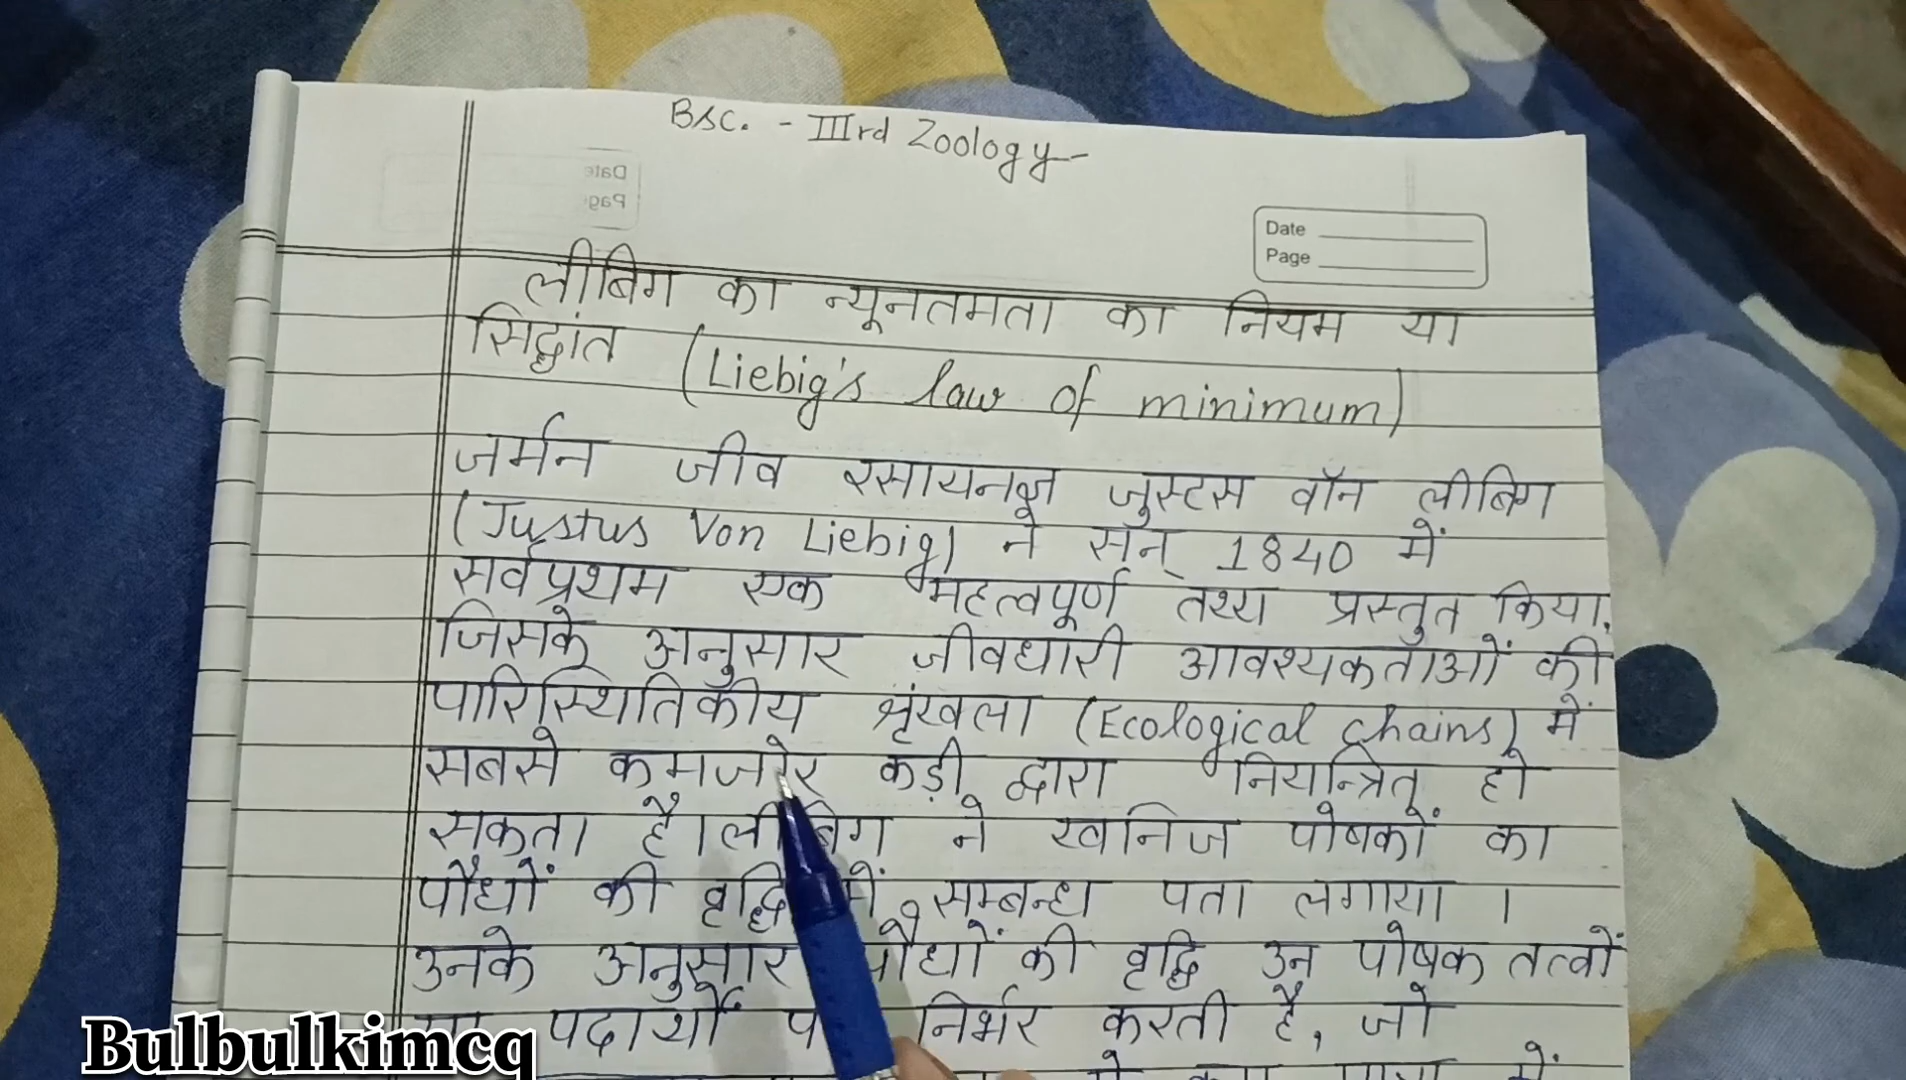 Bsc. - IIIrd Zoology-
Date
Page
लीबिग का न्यूनतमता का नियम या
सिद्धांत (Liebig's law of minimum)
जर्मन जीव रसायनज्ञ जुस्टस वॉन लीबिग
(Justus Von Liebig) ने सन् 1840 में
सर्वप्रथम एक महत्वपूर्ण तथ्य प्रस्तुत किया,
जिसके अनुसार जीवधारी आवश्यकताओं की
पारिस्थितिकीय श्रृंखला (Ecological chains) में
सबसे कमजोर कड़ी द्वारा नियन्त्रित हो
सकता है। लीबिग ने खनिज पोषकों का
पौधों की वृद्धि में सम्बन्ध पता लगाया ।
उनके अनुसार पौधों की वृद्धि उन पोषक तत्वों
पदार्थों निर्भर करती है, जो
Bulbulkimcq